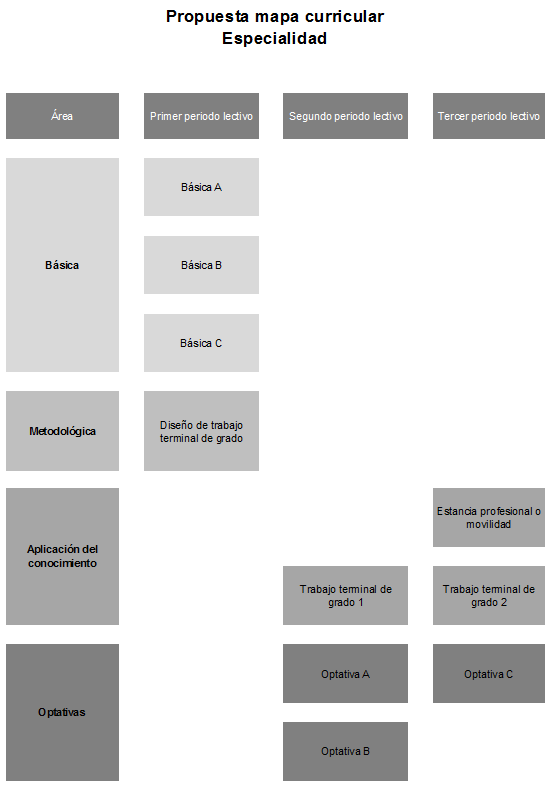 Propuesta mapa curricular
Especialidad
Área
Primer periodo lectivo
Segundo periodo lectivo
Tercer periodo lectivo
Básica
Básica A
Básica B
Básica C
Metodológica
Diseño de trabajo
terminal de grado
Aplicación del
conocimiento
Estancia profesional o
movilidad
Trabajo terminal de
grado 1
Trabajo terminal de
grado 2
Optativas
Optativa A
Optativa C
Optativa B